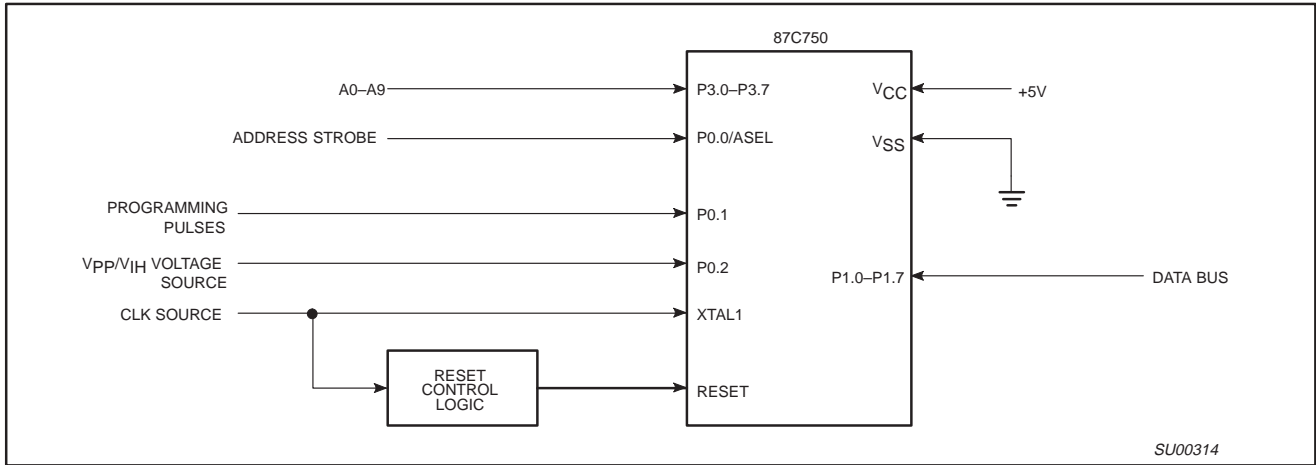 87C750
A0–A9
P3.0–P3.7
VCC
+5V
ADDRESS STROBE
P0.0/ASEL
VSS
PROGRAMMING
PULSES
P0.1
VPP/VIH VOLTAGE
SOURCE
P0.2
P1.0–P1.7
DATA BUS
CLK SOURCE
XTAL1
RESET
CONTROL
LOGIC
RESET
SU00314